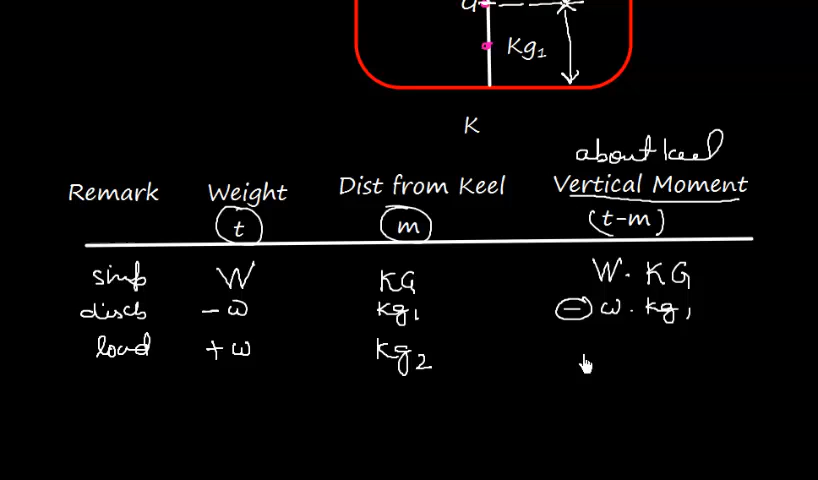 G
Kg₁
K
about keel
Remark Weight Dist from Keel Vertical Moment
t m (t-m)
ship W KG W · KG
disch - w kg₁ - w · kg₁
load + w kg₂